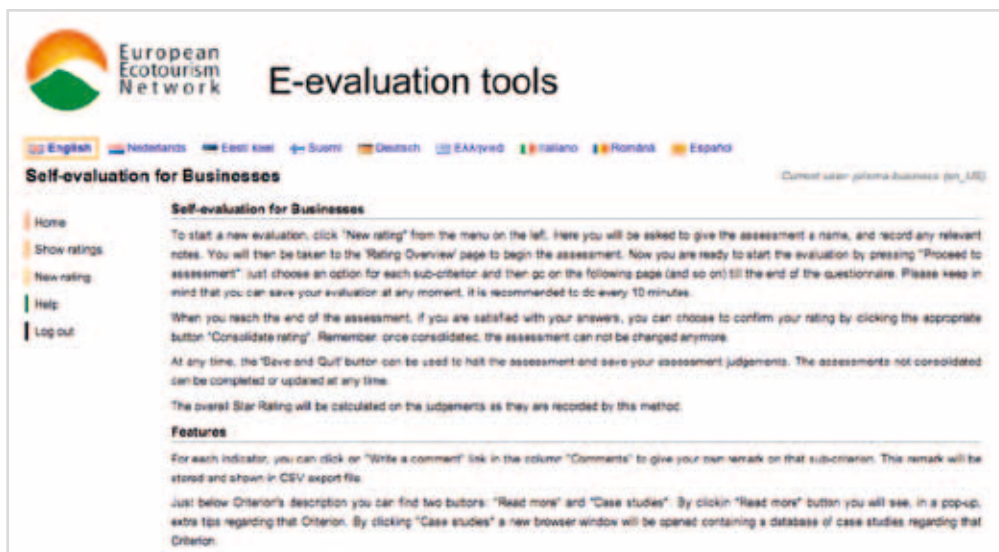 European
Ecotourism
Network
E-evaluation tools
English Nederlands Eesti keel Suomi Deutsch Ελληνικά Italiano Română Español
Self-evaluation for Businesses
Current user: prisma-business (en_US)
Home
Show ratings
New rating
Help
Log out
Self-evaluation for Businesses
To start a new evaluation, click "New rating" from the menu on the left. Here you will be asked to give the assessment a name, and record any relevant
notes. You will then be taken to the 'Rating Overview' page to begin the assessment. Now you are ready to start the evaluation by pressing "Proceed to
assessment". Just choose an option for each sub-criterion and then go on the following page (and so on) till the end of the questionnaire. Please keep in
mind that you can save your evaluation at any moment, it is recommended to do every 10 minutes.
When you reach the end of the assessment, if you are satisfied with your answers, you can choose to confirm your rating by clicking the appropriate
button "Consolidate rating". Remember: once consolidated, the assessment can not be changed anymore.
At any time, the 'Save and Quit' button can be used to halt the assessment and save your assessment judgements. The assessments not consolidated
can be completed or updated at any time.
The overall Star Rating will be calculated on the judgements as they are recorded by this method.
Features
For each indicator, you can click on "Write a comment" link in the column "Comments" to give your own remark on that sub-criterion. This remark will be
stored and shown in CSV export file.
Just below Criterion's description you can find two buttons: "Read more" and "Case studies". By clickin "Read more" button you will see, in a pop-up,
extra tips regarding that Criterion. By clicking "Case studies" a new browser window will be opened containing a database of case studies regarding that
Criterion.